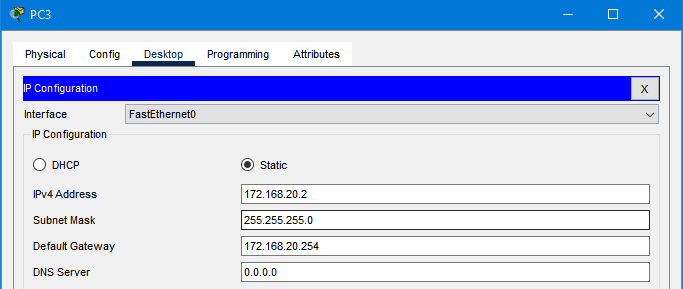 PC3
Physical Config Desktop Programming Attributes
IP Configuration X
Interface FastEthernet0
IP Configuration
DHCP Static
IPv4 Address 172.168.20.2
Subnet Mask 255.255.255.0
Default Gateway 172.168.20.254
DNS Server 0.0.0.0